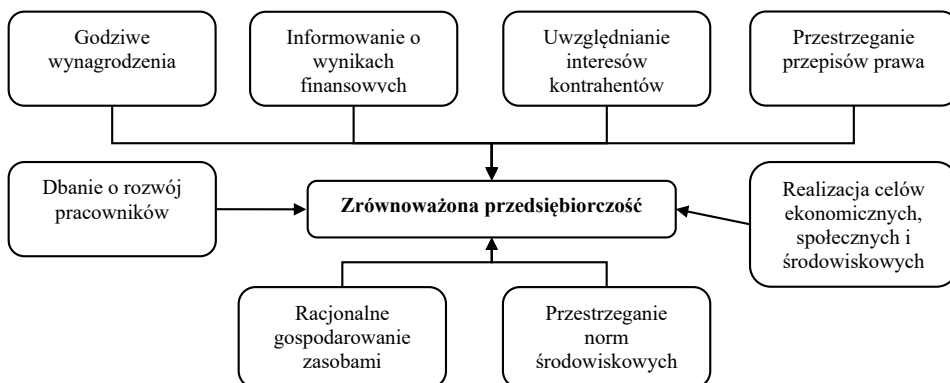 Godziwe
wynagrodzenia
Informowanie o
wynikach
finansowych
Uwzględnianie
interesów
kontrahentów
Przestrzeganie
przepisów prawa
Dbanie o rozwój
pracowników
Zrównoważona przedsiębiorczość
Realizacja celów
ekonomicznych,
społecznych i
środowiskowych
Racjonalne
gospodarowanie
zasobami
Przestrzeganie
norm
środowiskowych